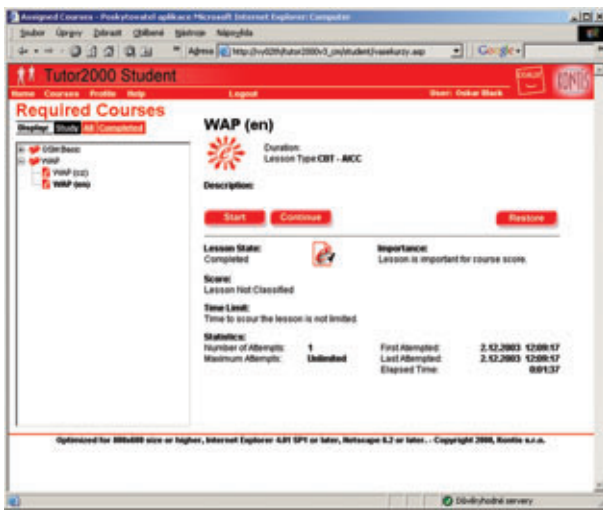 Assigned Courses - Poskytovatel aplikace Microsoft Internet Explorer: Computer
Soubor Úpravy Zobrazit Oblíbené Nástroje Nápověda
Adresa
Google
Tutor2000 Student
KONTIS
Home Courses Profile Help Logout User: Oskar Black
Required Courses
Display: Study All Completed
WAP
WAP (cz)
WAP (en)
WAP (en)
Duration:
Lesson Type: CBT - AICC
Description:
Start Continue Restore
Lesson State:
Completed
Importance:
Lesson is important for course score.
Score:
Lesson Not Classified
Time Limit:
Time to scour the lesson is not limited.
Statistics:
Number of Attempts: 1 First Attempted: 2.12.2003 12:09:17
Maximum Attempts: Unlimited Last Attempted: 2.12.2003 12:09:17
Elapsed Time: 0:01:37
Optimized for 800x600 size or higher, Internet Explorer 4.01 SP1 or later, Netscape 6.2 or later. - Copyright 2000, Kontis s.r.o.
Důvěryhodné servery